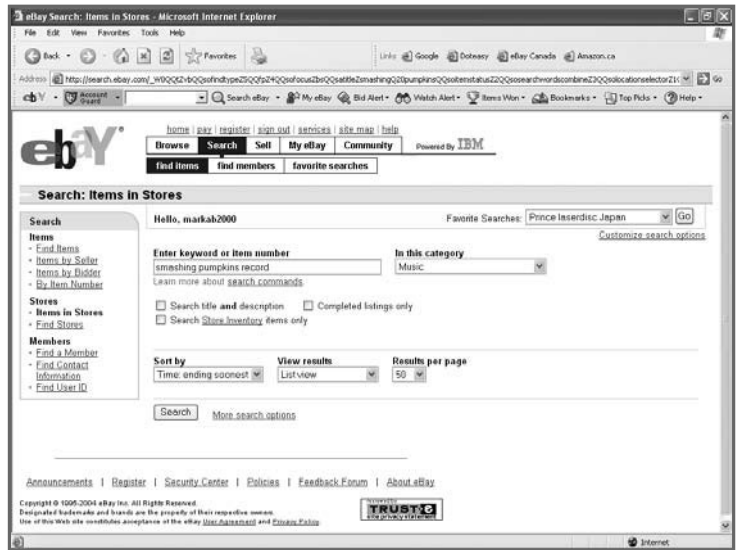 eBay Search: Items in Stores - Microsoft Internet Explorer
File Edit View Favorites Tools Help
Back Favorites Links Google Doteasy eBay Canada Amazon.ca
Address Go
ebY Account Guard Search eBay My eBay Bid Alert Watch Alert Items Won Bookmarks Top Picks Help
ebaY
home | pay | register | sign out | services | site map | help
Browse Search Sell My eBay Community Powered By IBM
find items find members favorite searches
Search: Items in Stores
Search
Items
Find Items
Items by Seller
Items by Bidder
By Item Number
Stores
Items in Stores
Find Stores
Members
Find a Member
Find Contact
Information
Find User ID
Hello, markab2000 Favorite Searches: Prince laserdisc Japan Go
Customize search options
Enter keyword or item number In this category
smashing pumpkins record Music
Learn more about search commands.
Search title and description Completed listings only
Search Store Inventory items only
Sort by View results Results per page
Time: ending soonest List view 50
Search More search options
Announcements | Register | Security Center | Policies | Feedback Forum | About eBay
Copyright © 1995-2004 eBay Inc. All Rights Reserved.
Designated trademarks and brands are the property of their respective owners.
Use of this Web site constitutes acceptance of the eBay User Agreement and Privacy Policy.
TRUSTe
site privacy statement
Internet